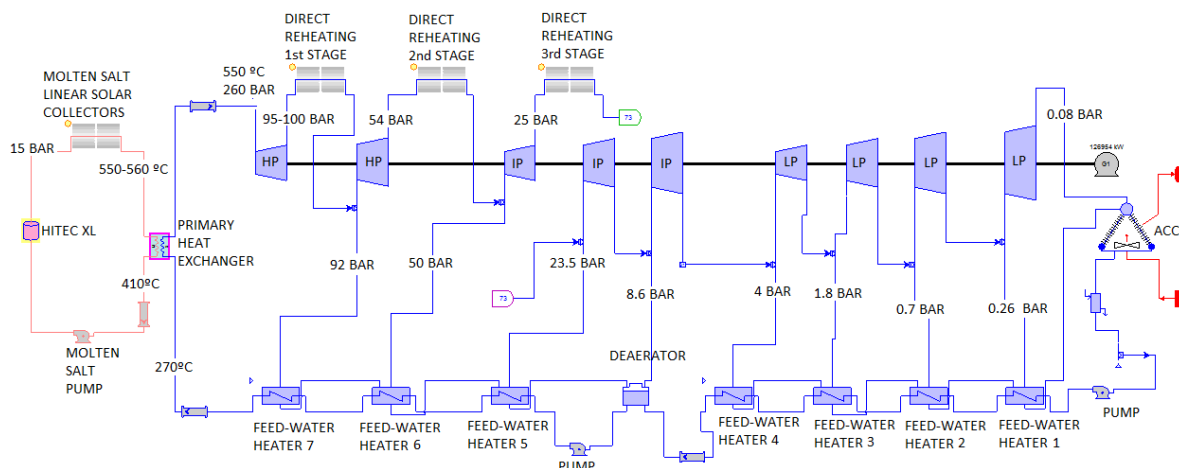 DIRECT
REHEATING
1st STAGE
DIRECT
REHEATING
2nd STAGE
DIRECT
REHEATING
3rd STAGE
MOLTEN SALT
LINEAR SOLAR
COLLECTORS
550 ºC
260 BAR
95-100 BAR
54 BAR
25 BAR
73
0.08 BAR
15 BAR
550-560 ºC
HP
HP
IP
IP
IP
LP
LP
LP
LP
126954 kW
G1
HITEC XL
PRIMARY
HEAT
EXCHANGER
ACC
410ºC
92 BAR
50 BAR
23.5 BAR
73
8.6 BAR
4 BAR
1.8 BAR
0.7 BAR
0.26 BAR
MOLTEN SALT
PUMP
270ºC
DEAERATOR
FEED-WATER
HEATER 7
FEED-WATER
HEATER 6
FEED-WATER
HEATER 5
PUMP
FEED-WATER
HEATER 4
FEED-WATER
HEATER 3
FEED-WATER
HEATER 2
FEED-WATER
HEATER 1
PUMP